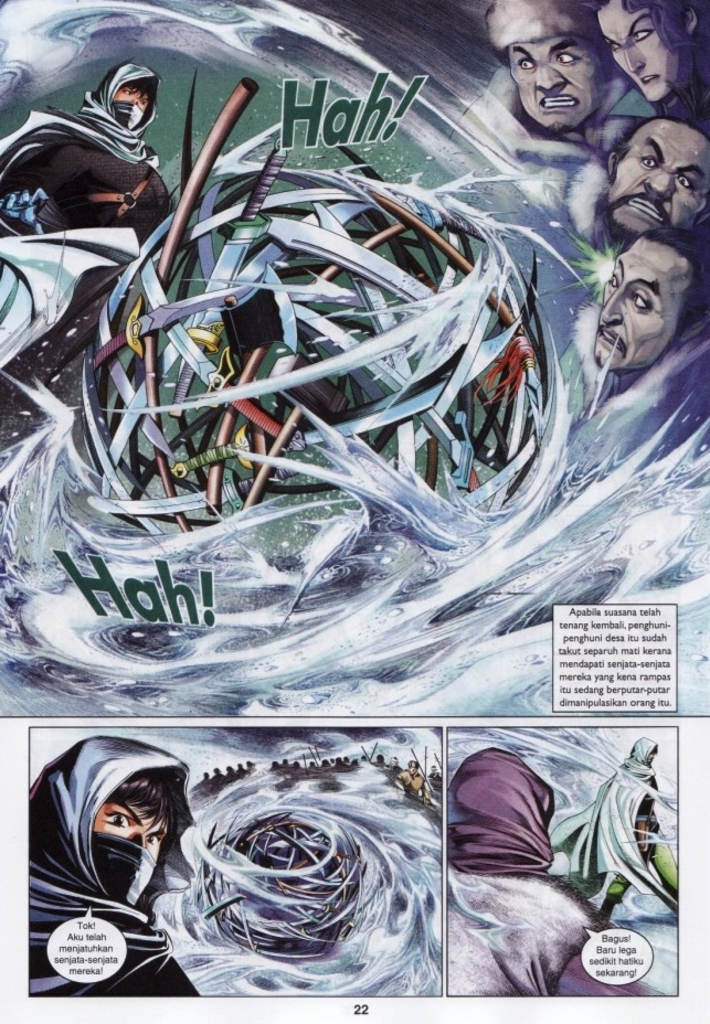 Hah!
Hah!
Apabila suasana telah
tenang kembali, penghuni-
penghuni desa itu sudah
takut separuh mati kerana
mendapati senjata-senjata
mereka yang kena rampas
itu sedang berputar-putar
dimanipulasikan orang itu.
Tok!
Aku telah
menjatuhkan
senjata-senjata
mereka!
Bagus!
Baru lega
sedikit hatiku
sekarang!
22